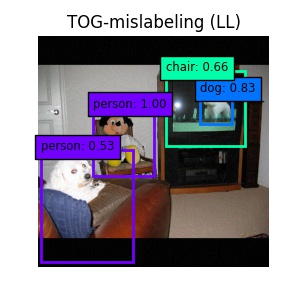 TOG-mislabeling (LL)
chair: 0.66
dog: 0.83
person: 1.00
person: 0.53